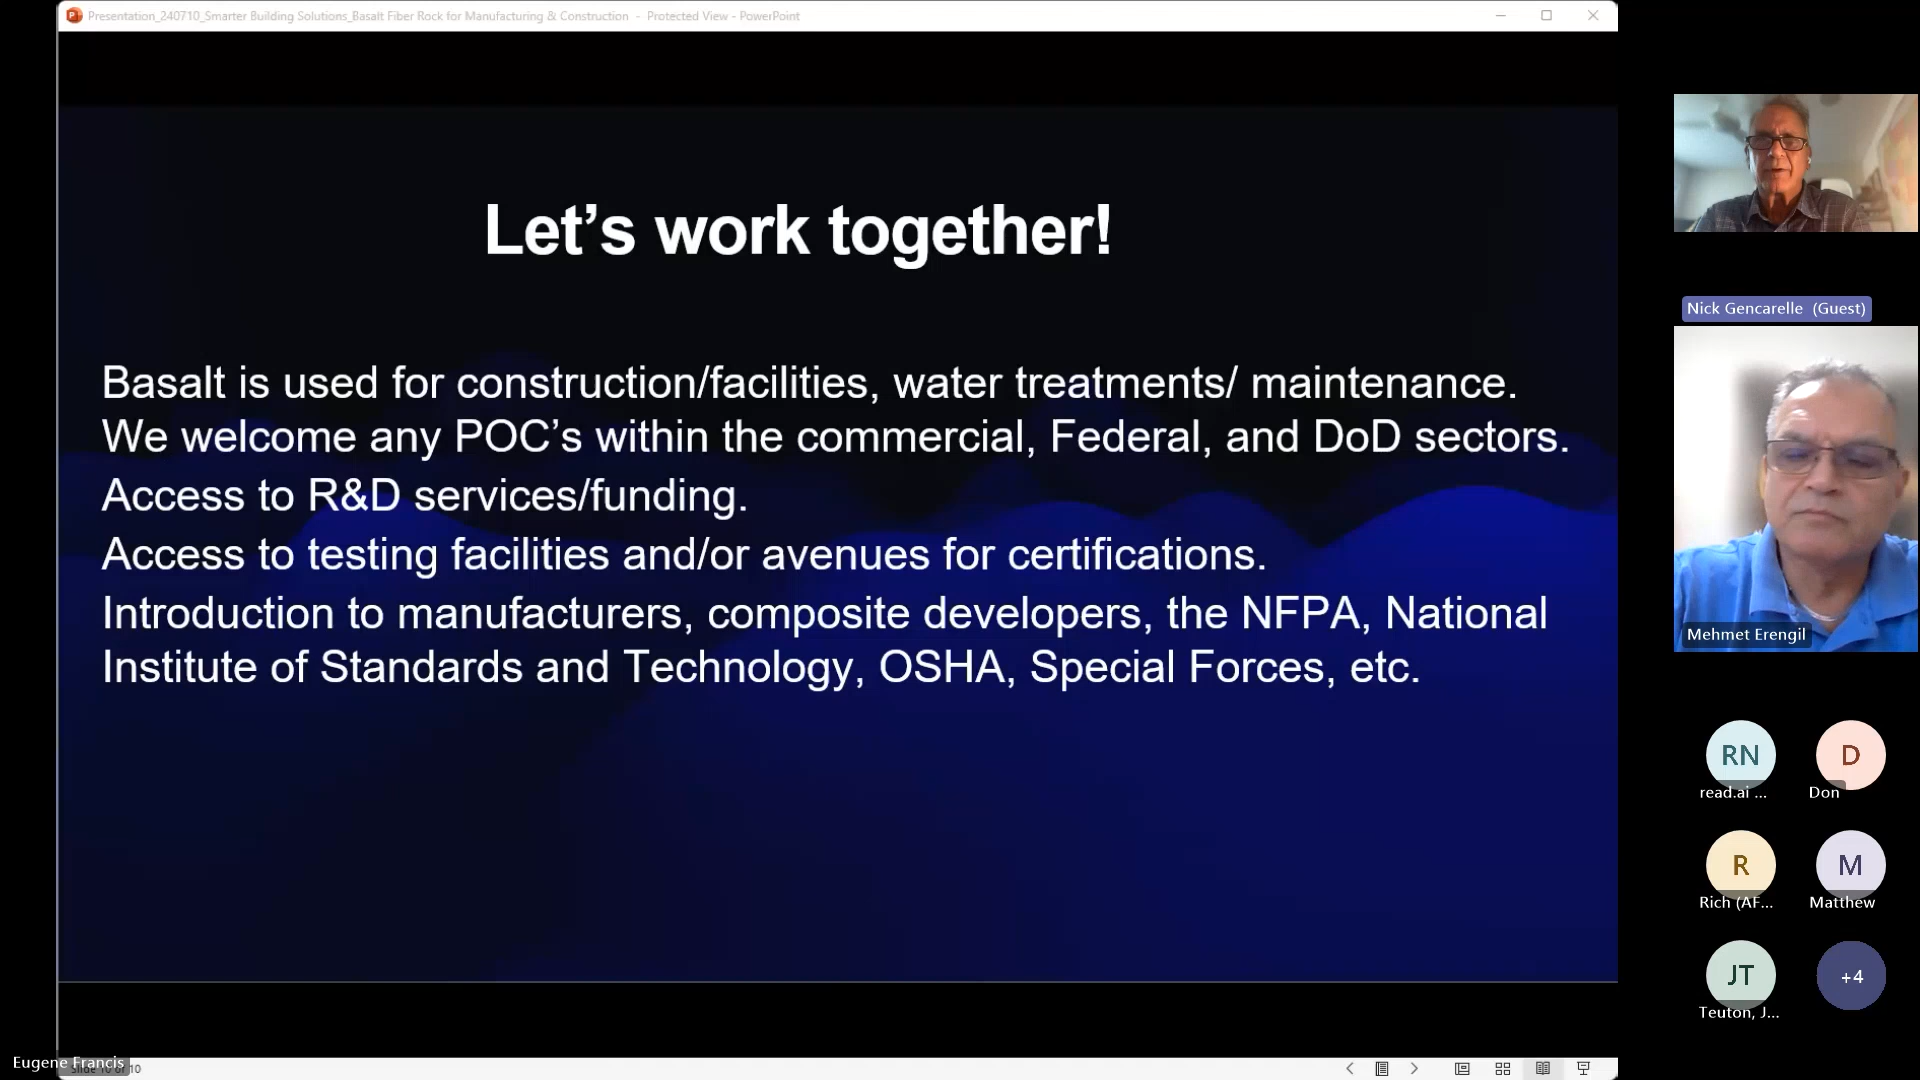 Presentation_240710_Smarter Building Solutions_Basalt Fiber Rock for Manufacturing & Construction - Protected View - PowerPoint
Let’s work together!
Basalt is used for construction/facilities, water treatments/ maintenance.
We welcome any POC’s within the commercial, Federal, and DoD sectors.
Access to R&D services/funding.
Access to testing facilities and/or avenues for certifications.
Introduction to manufacturers, composite developers, the NFPA, National
Institute of Standards and Technology, OSHA, Special Forces, etc.
Nick Gencarelle (Guest)
Mehmet Erengil
RN
D
read.ai ...
Don
R
M
Rich (AF...
Matthew
JT
+4
Teuton, J...
Eugene Francis
Slide 10 of 10